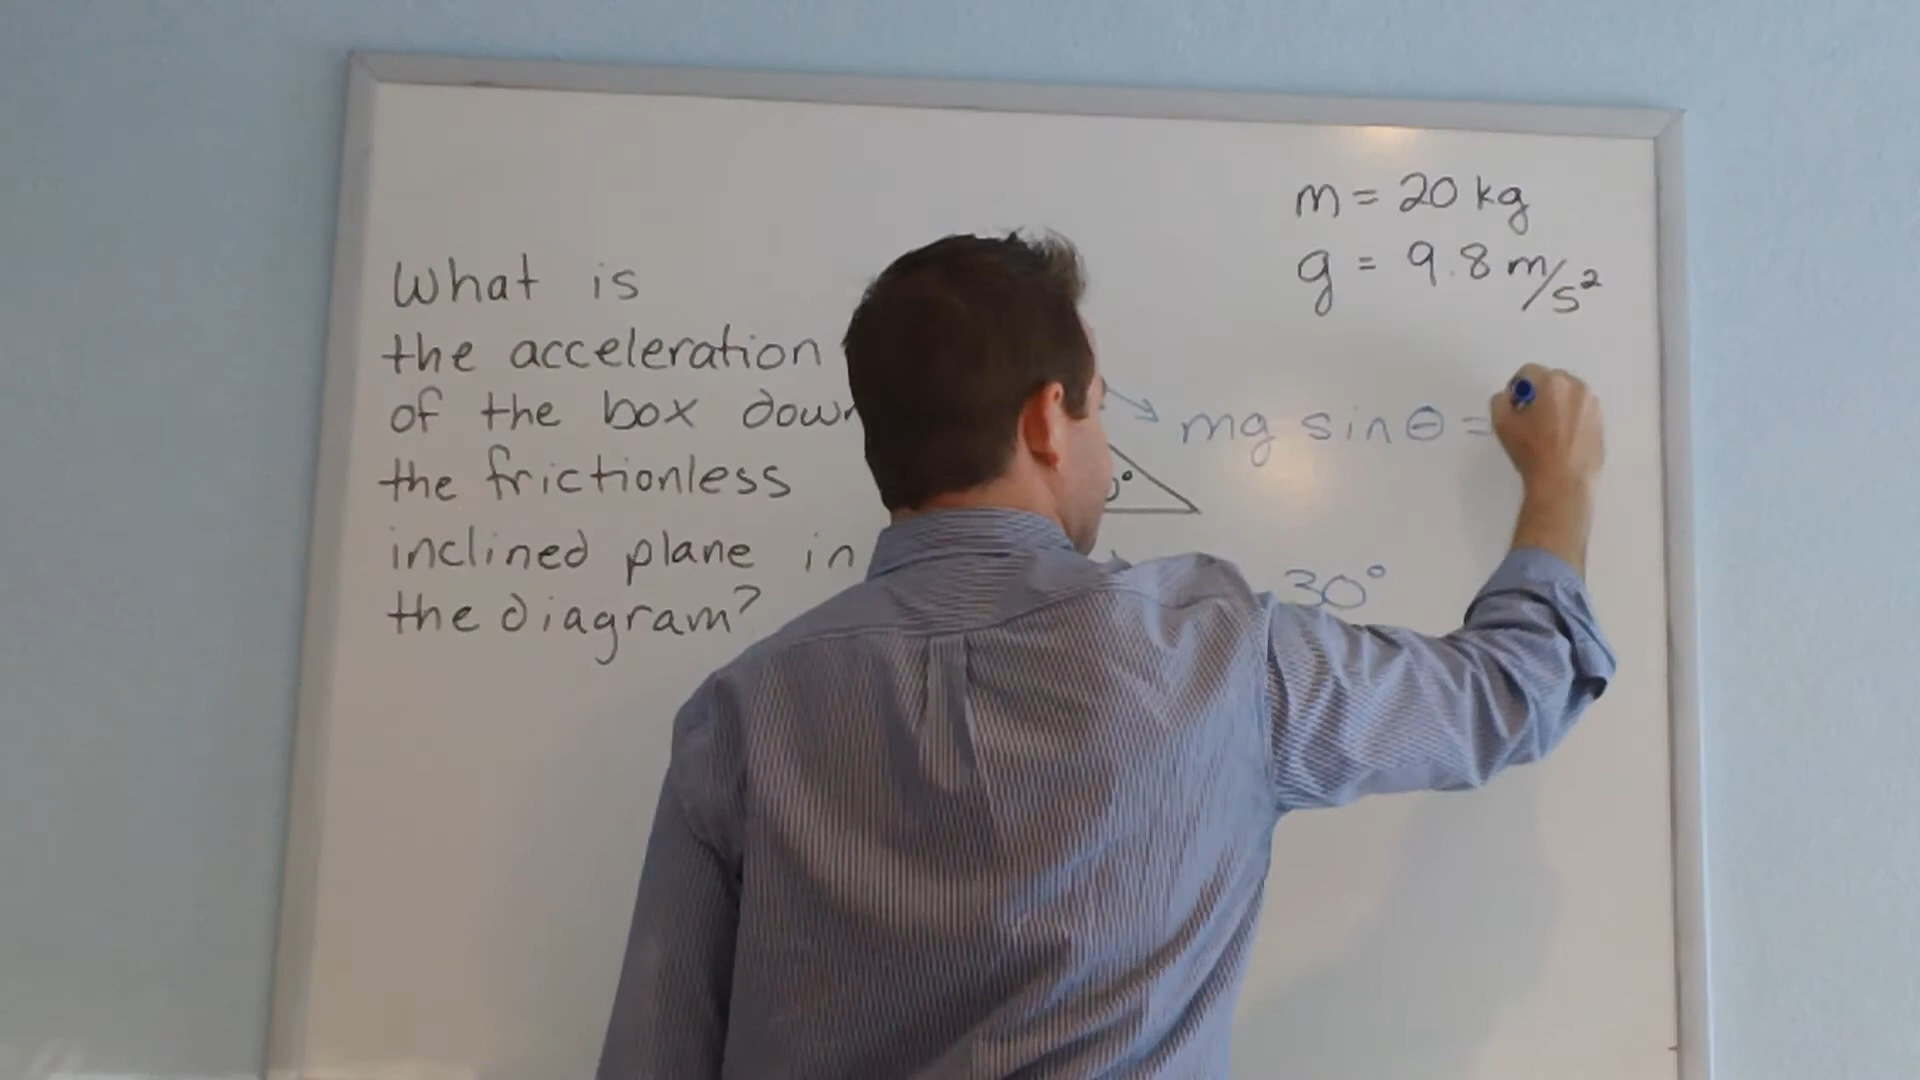 What is
the acceleration
of the box down
the frictionless
inclined plane in
the diagram?
m = 20 kg
g = 9.8 m/s²
mg sin θ =
30°